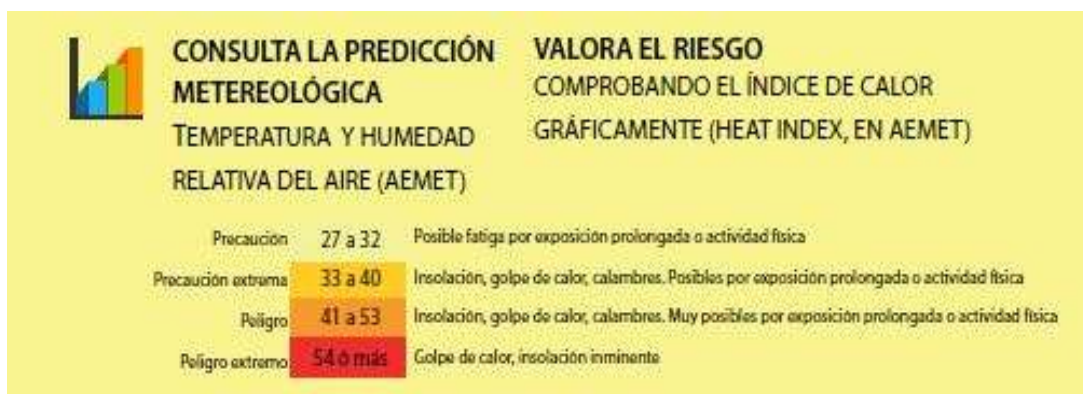 CONSULTA LA PREDICCIÓN
METEREOLÓGICA
TEMPERATURA Y HUMEDAD
RELATIVA DEL AIRE (AEMET)
VALORA EL RIESGO
COMPROBANDO EL ÍNDICE DE CALOR
GRÁFICAMENTE (HEAT INDEX, EN AEMET)
Precaución 27 a 32 Posible fatiga por exposición prolongada o actividad física
Precaución extrema 33 a 40 Insolación, golpe de calor, calambres. Posibles por exposición prolongada o actividad física
Peligro 41 a 53 Insolación, golpe de calor, calambres. Muy posibles por exposición prolongada o actividad física
Peligro extremo 54 ó más Golpe de calor, insolación inminente